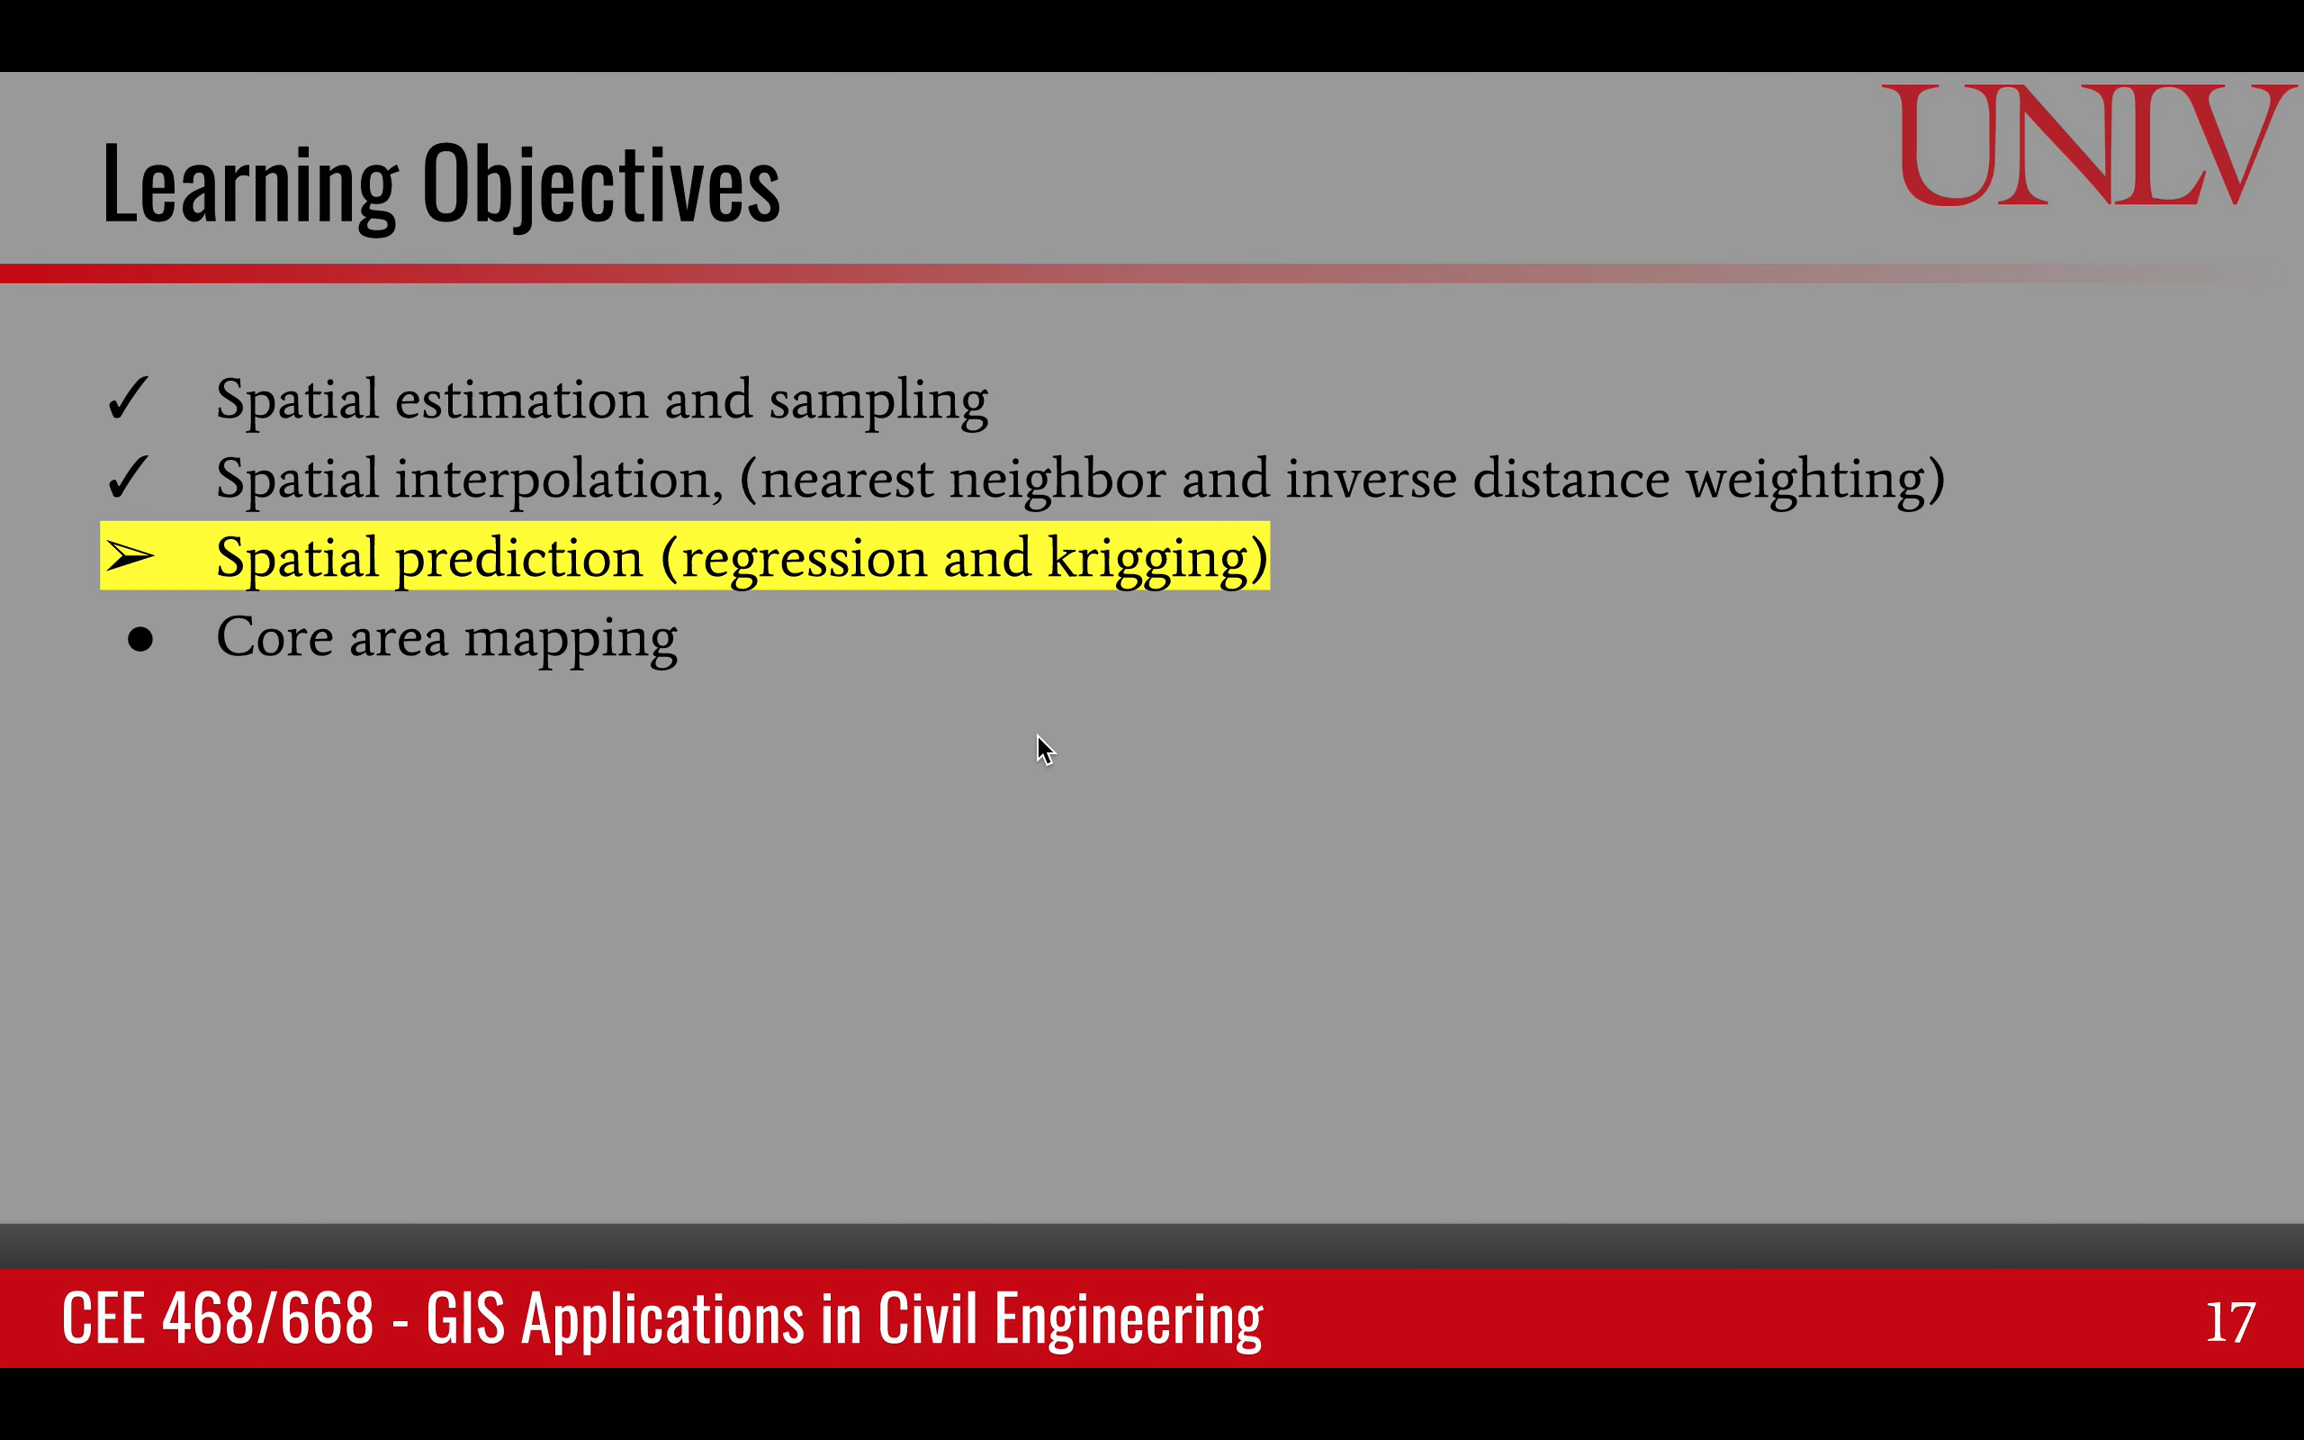 UNLV
Learning Objectives
✓ Spatial estimation and sampling
✓ Spatial interpolation, (nearest neighbor and inverse distance weighting)
➢ Spatial prediction (regression and krigging)
● Core area mapping
CEE 468/668 - GIS Applications in Civil Engineering
17